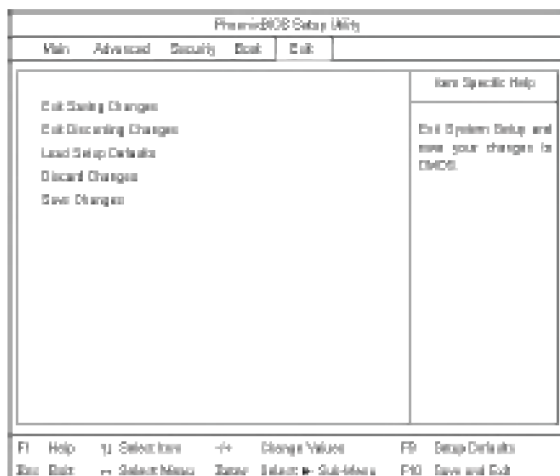 PhoenixBIOS Setup Utility
Main Advanced Security Boot Exit
Item Specific Help
Exit Saving Changes
Exit Discarding Changes
Load Setup Defaults
Discard Changes
Save Changes
Exit System Setup and
save your changes to
CMOS.
F1 Help ↑↓ Select Item -/+ Change Values F9 Setup Defaults
Esc Exit ↔ Select Menu Enter Select ► Sub-Menu F10 Save and Exit